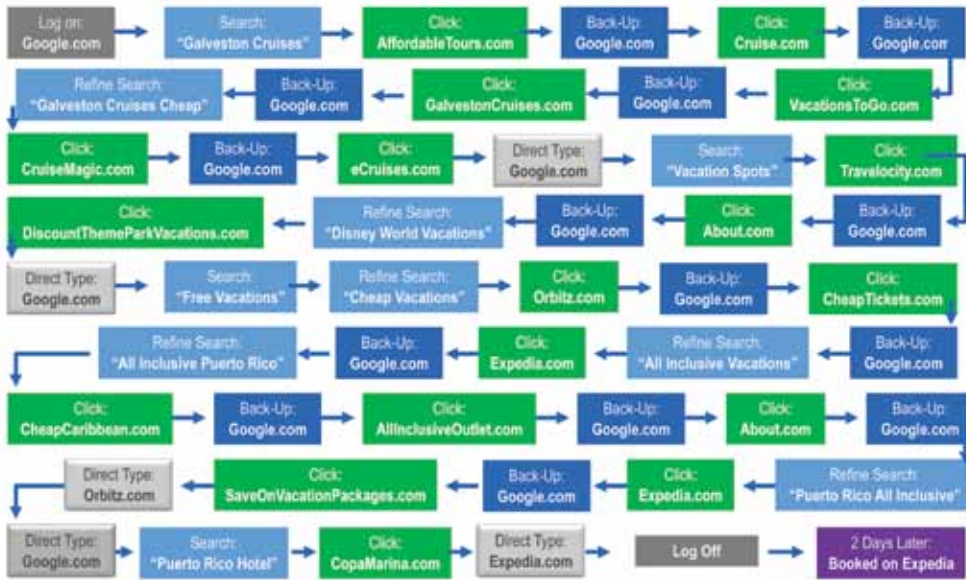 Log on:
Google.com
Search:
"Galveston Cruises"
Click:
AffordableTours.com
Back-Up:
Google.com
Click:
Cruise.com
Back-Up:
Google.com
Click:
VacationsToGo.com
Back-Up:
Google.com
Click:
GalvestonCruises.com
Back-Up:
Google.com
Refine Search:
"Galveston Cruises Cheap"
Click:
CruiseMagic.com
Back-Up:
Google.com
Click:
eCruises.com
Direct Type:
Google.com
Search:
"Vacation Spots"
Click:
Travelocity.com
Back-Up:
Google.com
Click:
About.com
Back-Up:
Google.com
Refine Search:
"Disney World Vacations"
Click:
DiscountThemeParkVacations.com
Direct Type:
Google.com
Search:
"Free Vacations"
Refine Search:
"Cheap Vacations"
Click:
Orbitz.com
Back-Up:
Google.com
Click:
CheapTickets.com
Back-Up:
Google.com
Refine Search:
"All Inclusive Vacations"
Click:
Expedia.com
Back-Up:
Google.com
Refine Search:
"All Inclusive Puerto Rico"
Click:
CheapCaribbean.com
Back-Up:
Google.com
Click:
AllInclusiveOutlet.com
Back-Up:
Google.com
Click:
About.com
Back-Up:
Google.com
Refine Search:
"Puerto Rico All Inclusive"
Click:
Expedia.com
Back-Up:
Google.com
Click:
SaveOnVacationPackages.com
Direct Type:
Orbitz.com
Direct Type:
Google.com
Search:
"Puerto Rico Hotel"
Click:
CopaMarina.com
Direct Type:
Expedia.com
Log Off
2 Days Later:
Booked on Expedia